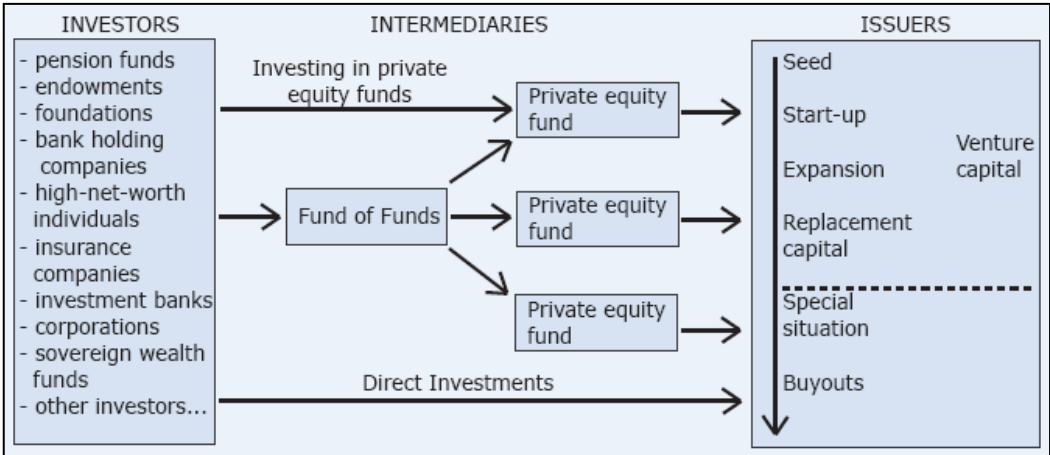 INVESTORS
INTERMEDIARIES
ISSUERS
- pension funds
- endowments
- foundations
- bank holding
companies
- high-net-worth
individuals
- insurance
companies
- investment banks
- corporations
- sovereign wealth
funds
- other investors...
Investing in private
equity funds
Fund of Funds
Private equity
fund
Private equity
fund
Private equity
fund
Direct Investments
Seed
Start-up
Expansion
Venture
capital
Replacement
capital
Special
situation
Buyouts